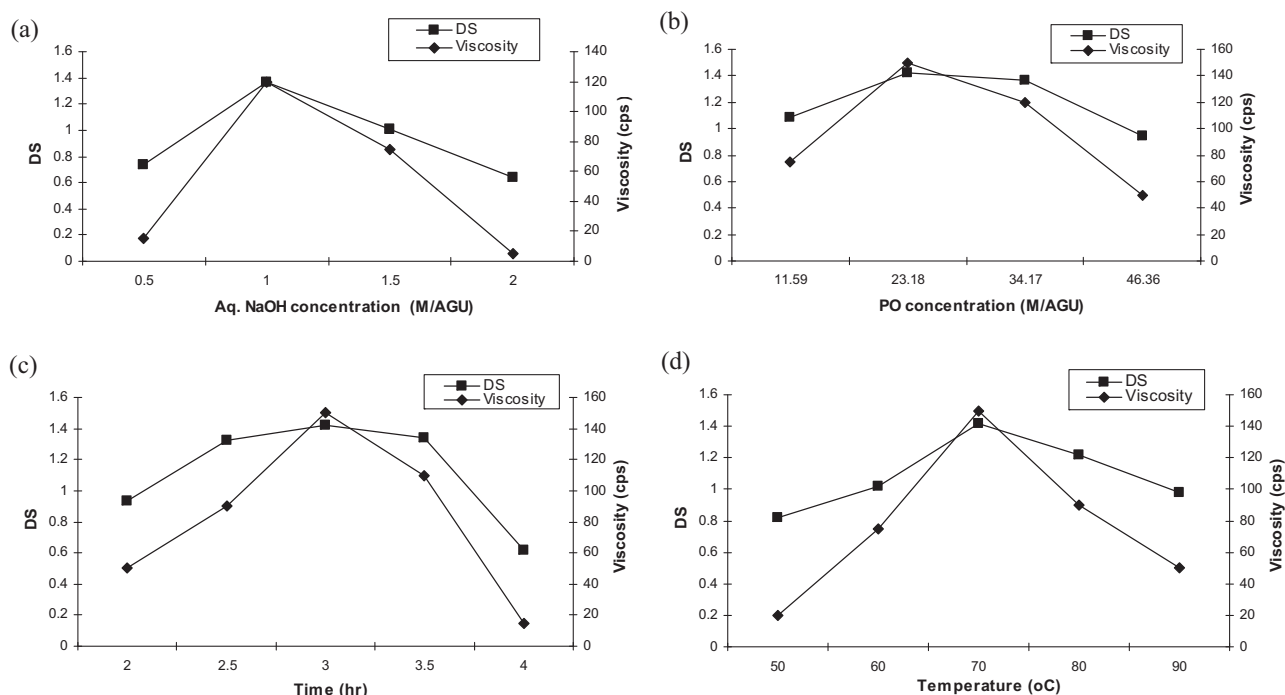 (a)
DS
Viscosity
1.6
1.4
1.2
1
0.8
0.6
0.4
0.2
0
DS
140
120
100
80
60
40
20
0
Viscosity (cps)
0.5 1 1.5 2
Aq. NaOH concentration (M/AGU)
(b)
DS
Viscosity
1.6
1.4
1.2
1
0.8
0.6
0.4
0.2
0
DS
160
140
120
100
80
60
40
20
0
Viscosity (cps)
11.59 23.18 34.17 46.36
PO concentration (M/AGU)
(c)
DS
Viscosity
1.6
1.4
1.2
1
0.8
0.6
0.4
0.2
0
DS
160
140
120
100
80
60
40
20
0
Viscosity (cps)
2 2.5 3 3.5 4
Time (hr)
(d)
DS
Viscosity
1.6
1.4
1.2
1
0.8
0.6
0.4
0.2
0
DS
160
140
120
100
80
60
40
20
0
Viscosity (cps)
50 60 70 80 90
Temperature (oC)